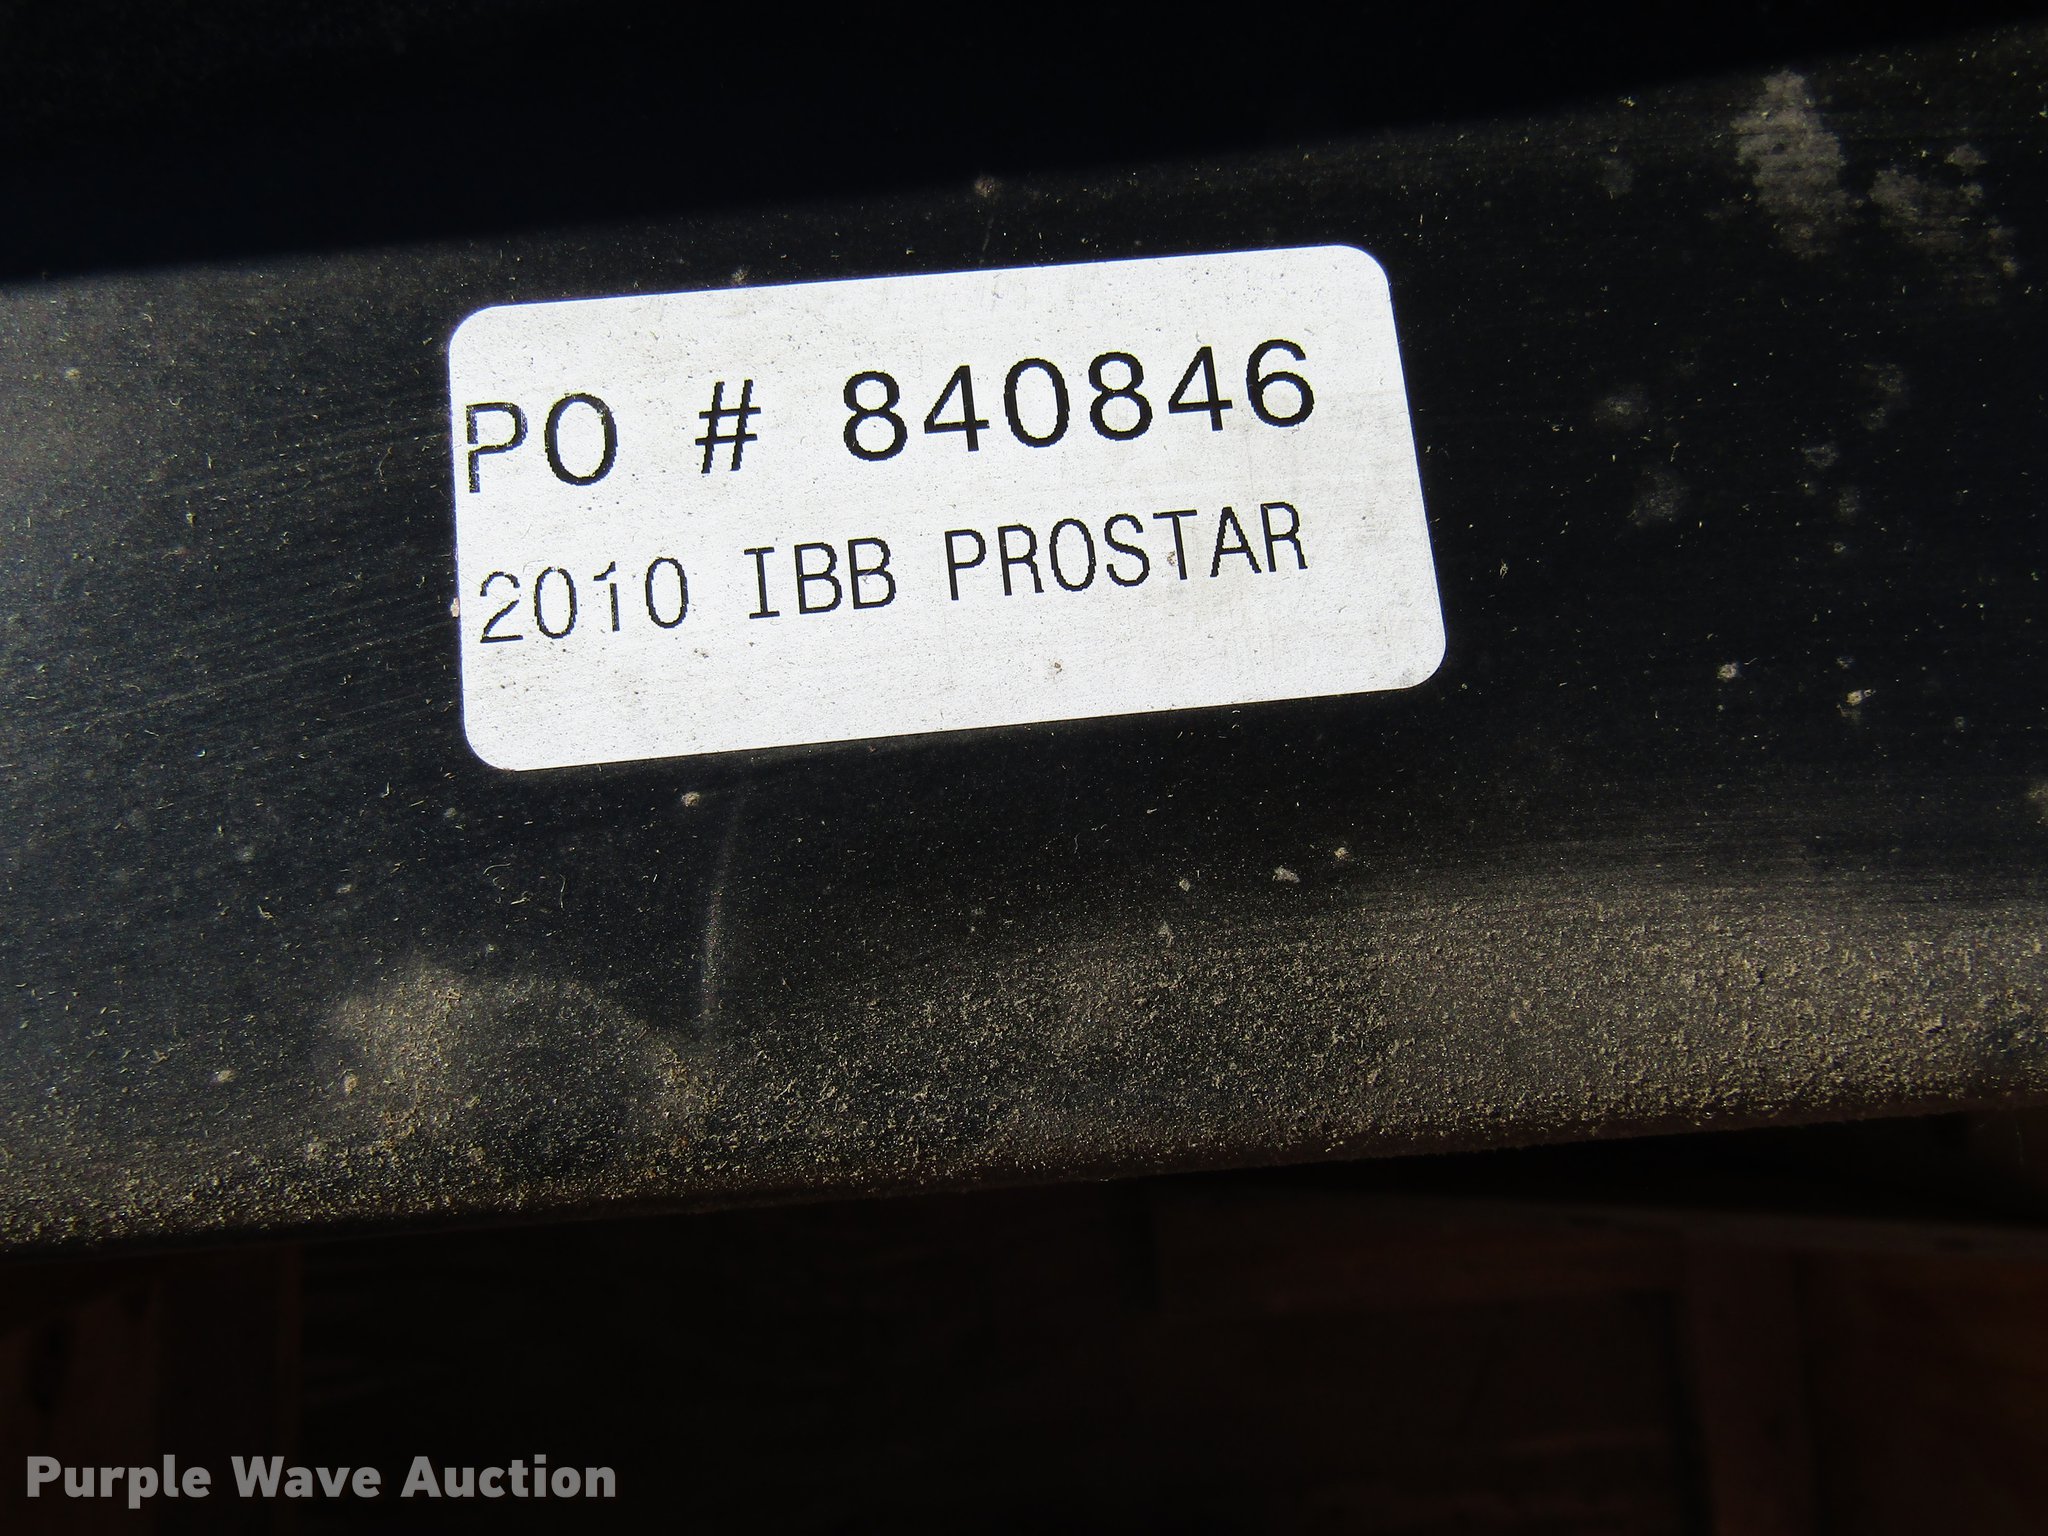 PO # 840846
2010 IBB PROSTAR
Purple Wave Auction